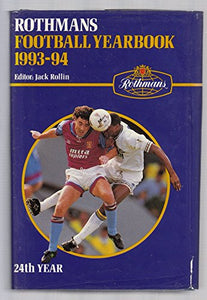 ROTHMANS
FOOTBALL YEARBOOK
1993-94
Editor: Jack Rollin
Rothmans
24th YEAR